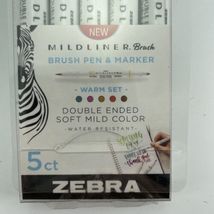 NEW
MILDLINER Brush
BRUSH PEN & MARKER
WARM SET
DOUBLE ENDED
SOFT MILD COLOR
WATER RESISTANT
5ct
ZEBRA